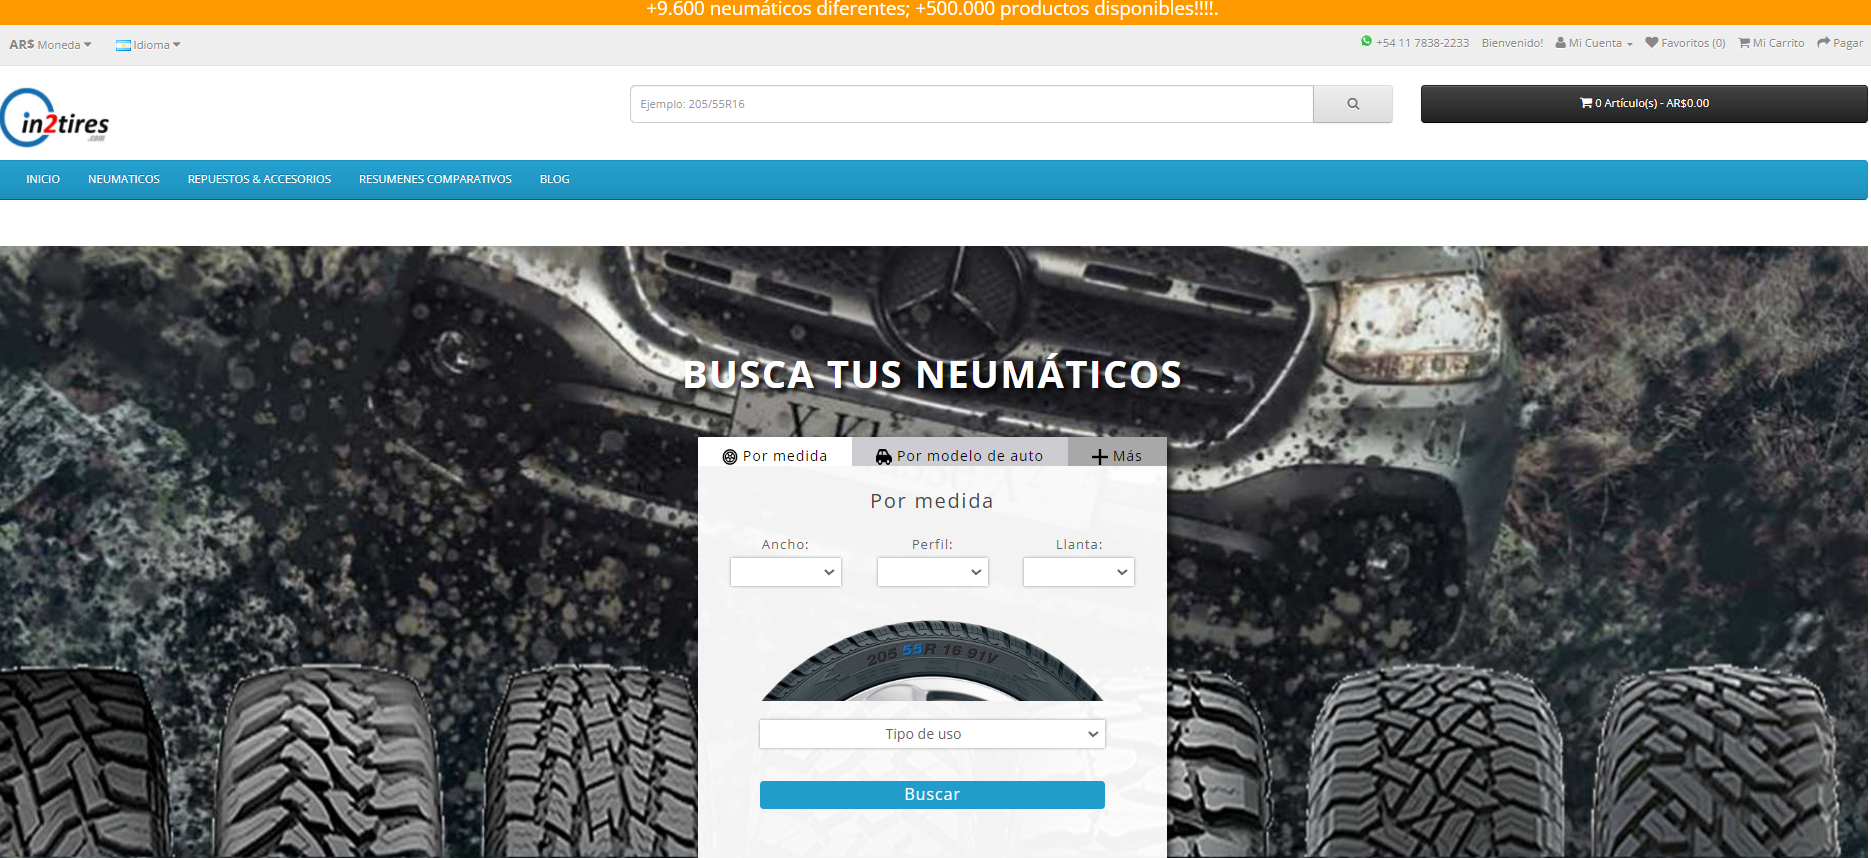 +9.600 neumáticos diferentes; +500.000 productos disponibles!!!!.
AR$ Moneda Idioma +54 11 7838-2233 Bienvenido! Mi Cuenta Favoritos (0) Mi Carrito Pagar
in2tires
.com
Ejemplo: 205/55R16
0 Artículo(s) - AR$0.00
INICIO NEUMATICOS REPUESTOS & ACCESORIOS RESUMENES COMPARATIVOS BLOG
BUSCA TUS NEUMÁTICOS
Por medida Por modelo de auto Más
Por medida
Ancho: Perfil: Llanta:
205 55R 16 91V
Tipo de uso
Buscar